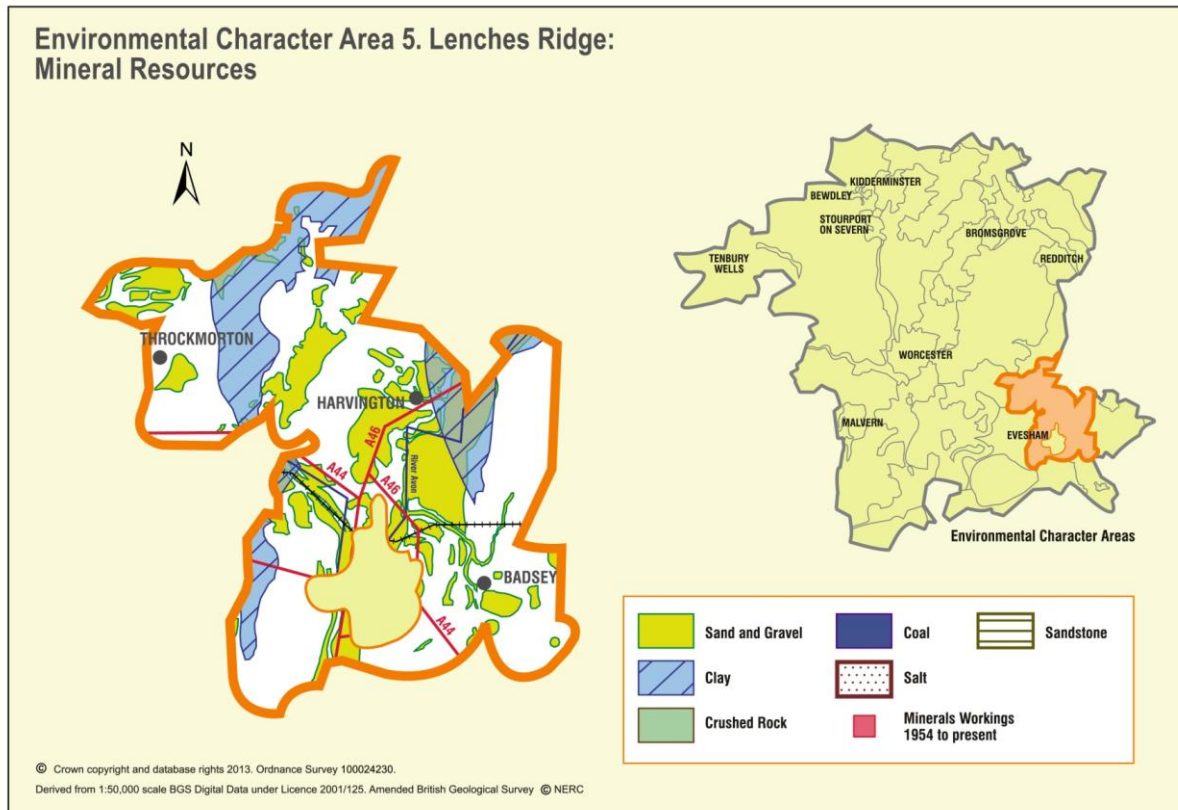 Environmental Character Area 5. Lenches Ridge:
Mineral Resources
N
THROCKMORTON
HARVINGTON
A46
A44
A46
River Avon
BADSEY
A44
KIDDERMINSTER
BEWDLEY
STOURPORT
ON SEVERN
BROMSGROVE
TENBURY
WELLS
REDDITCH
WORCESTER
MALVERN
EVESHAM
Environmental Character Areas
Sand and Gravel
Coal
Sandstone
Clay
Salt
Crushed Rock
Minerals Workings
1954 to present
© Crown copyright and database rights 2013. Ordnance Survey 100024230.
Derived from 1:50,000 scale BGS Digital Data under Licence 2001/125. Amended British Geological Survey © NERC